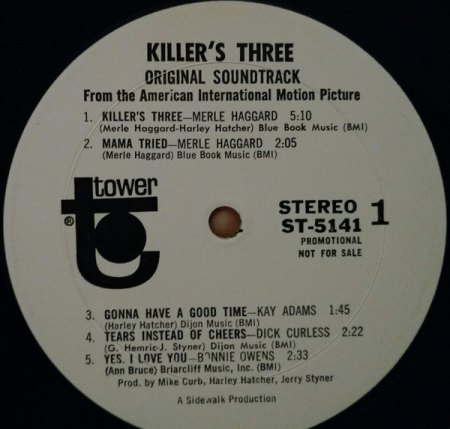 KILLER'S THREE
ORIGINAL SOUNDTRACK
From the American International Motion Picture
1. KILLER'S THREE—MERLE HAGGARD 5:10
(Merle Haggard-Harley Hatcher) Blue Book Music (BMI)
2. MAMA TRIED—MERLE HAGGARD 2:05
(Merle Haggard) Blue Book Music (BMI)
tower
®
STEREO 1
ST-5141
PROMOTIONAL
NOT FOR SALE
3. GONNA HAVE A GOOD TIME—KAY ADAMS 1:45
(Harley Hatcher) Dijon Music (BMI)
4. TEARS INSTEAD OF CHEERS—DICK CURLESS 2:22
(G. Hemric-J. Styner) Dijon Music (BMI)
5. YES, I LOVE YOU—BONNIE OWENS 2:33
(Ann Bruce) Briarcliff Music, Inc. (BMI)
Prod. by Mike Curb, Harley Hatcher, Jerry Styner
A Sidewalk Production